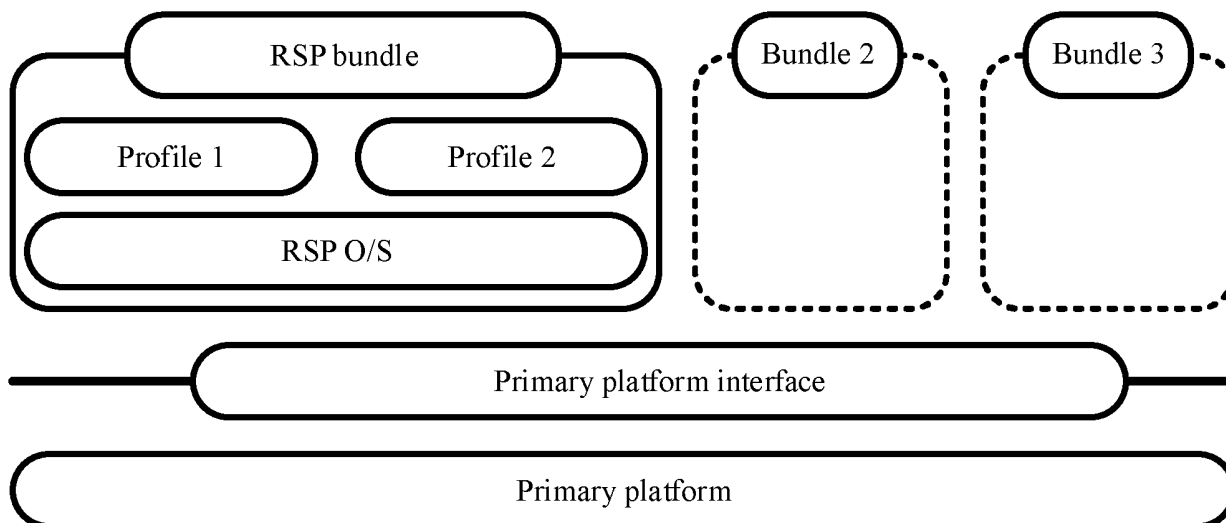 RSP bundle
Bundle 2
Bundle 3
Profile 1
Profile 2
RSP O/S
Primary platform interface
Primary platform